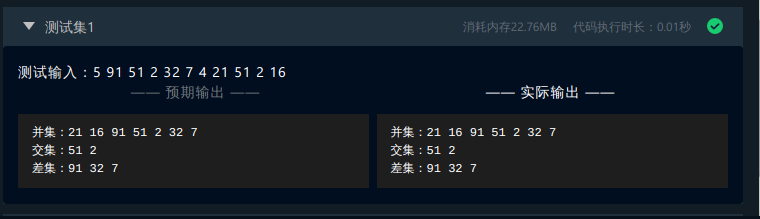 测试集1
消耗内存22.76MB 代码执行时长：0.01秒
测试输入：5 91 51 2 32 7 4 21 51 2 16
—— 预期输出 ——
—— 实际输出 ——
并集：21 16 91 51 2 32 7
交集：51 2
差集：91 32 7
并集：21 16 91 51 2 32 7
交集：51 2
差集：91 32 7